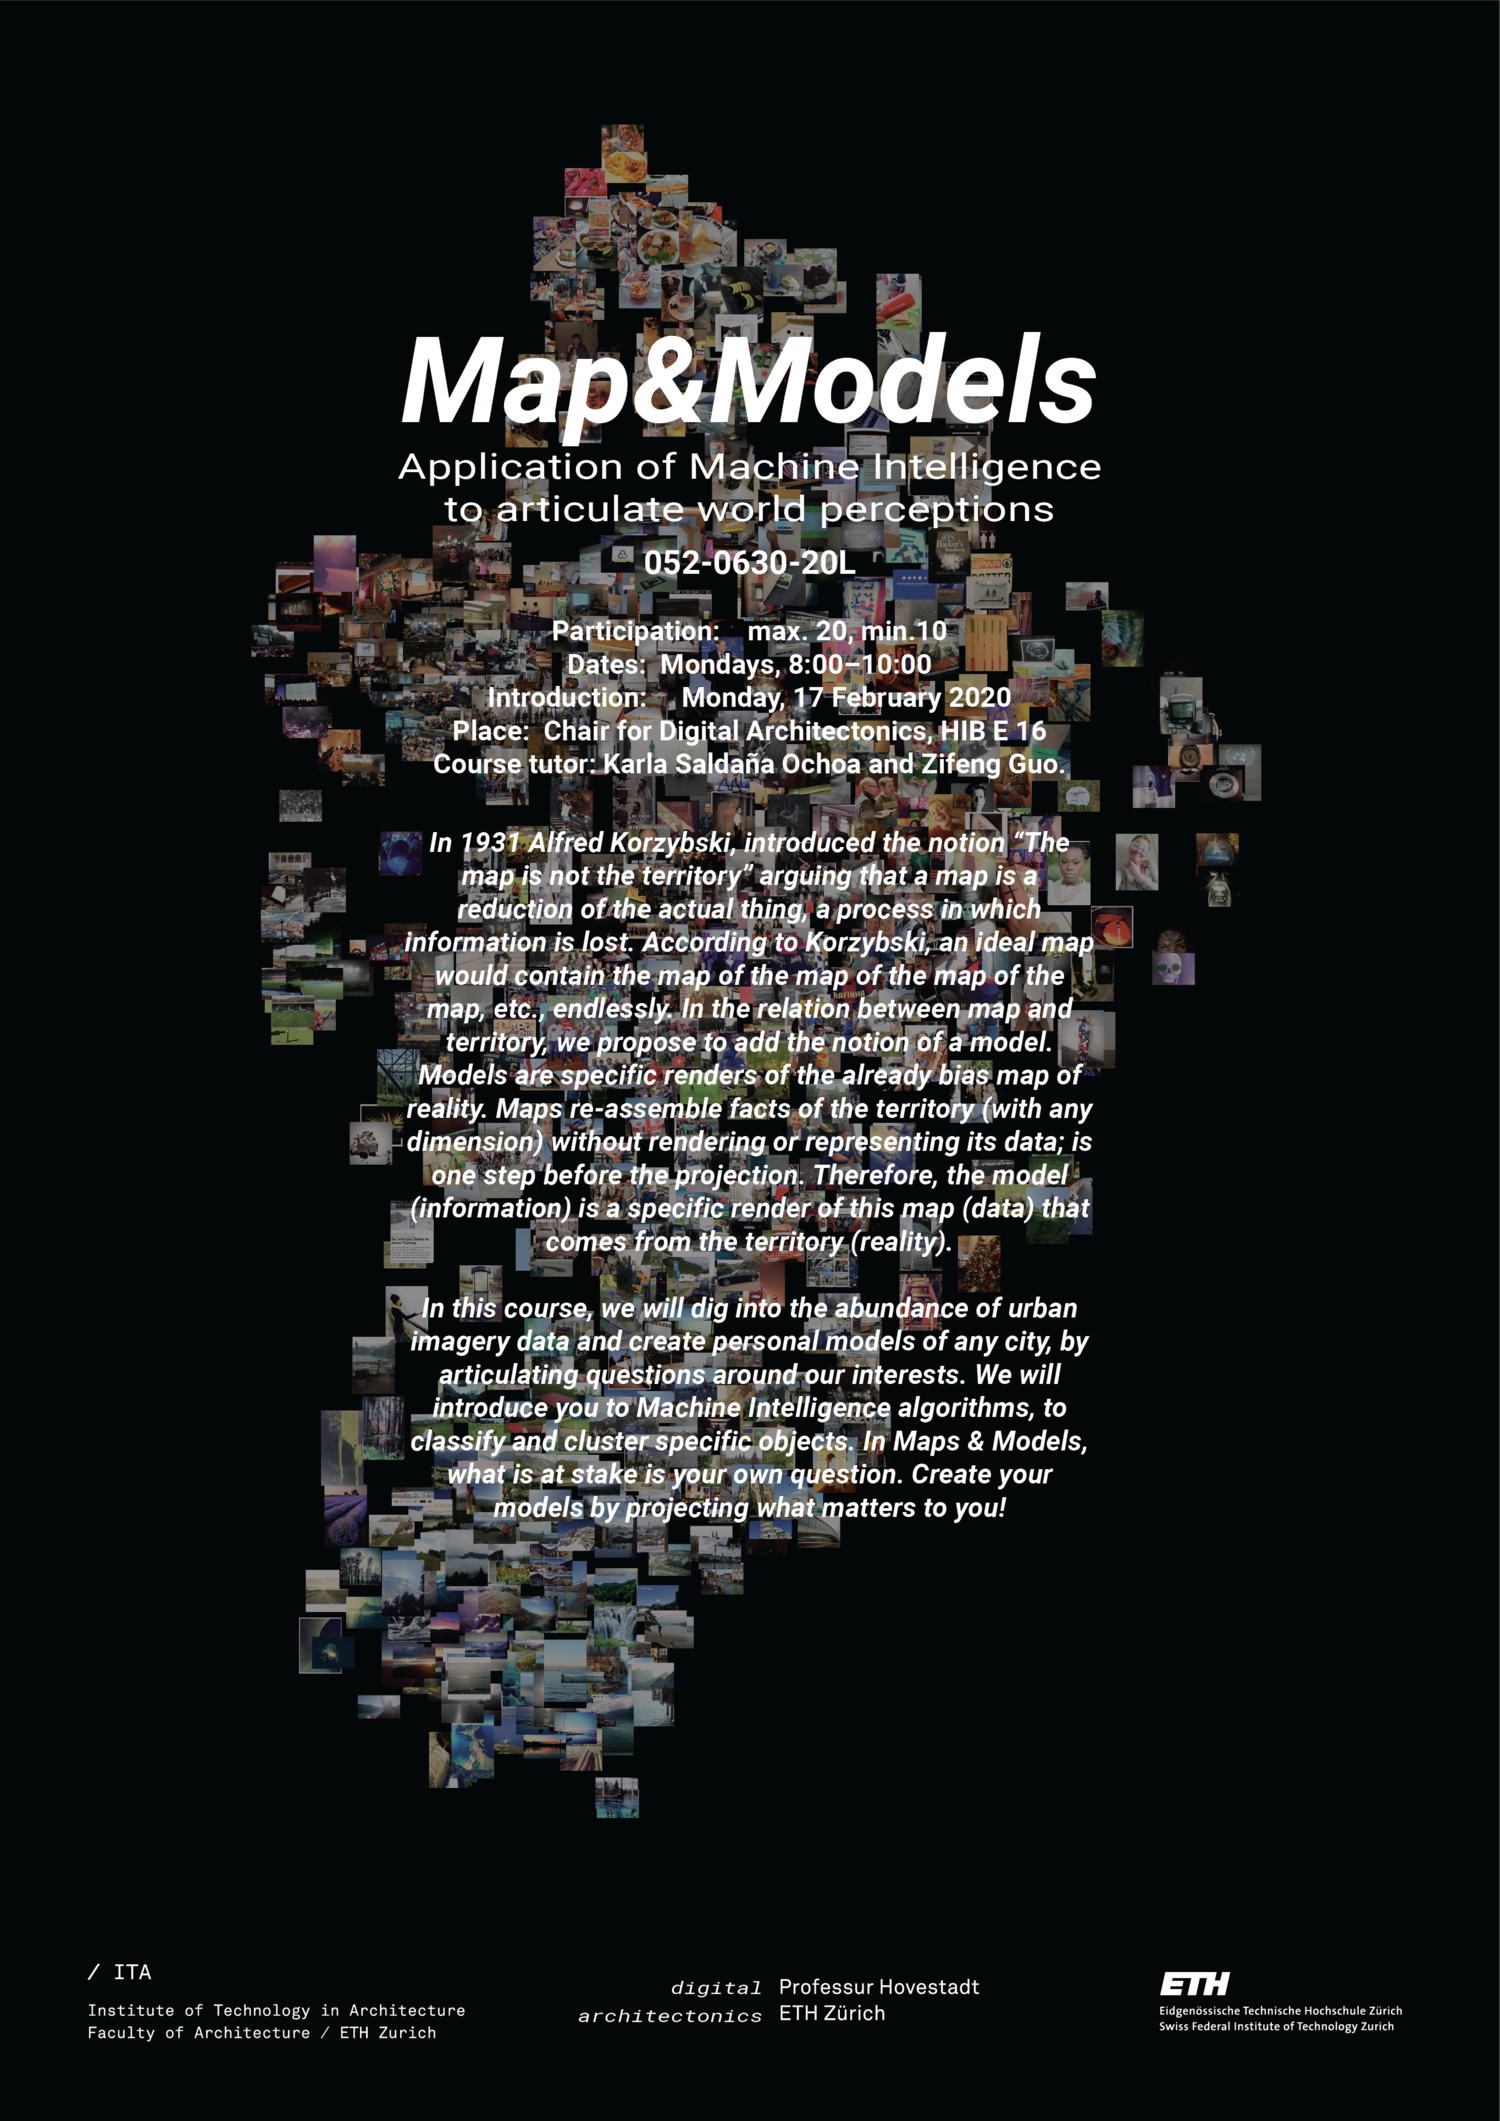 Map&Models
Application of Machine Intelligence
to articulate world perceptions
052-0630-20L
Participation: max. 20, min.10
Dates: Mondays, 8:00–10:00
Introduction: Monday, 17 February 2020
Place: Chair for Digital Architectonics, HIB E 16
Course tutor: Karla Saldaña Ochoa and Zifeng Guo.
In 1931 Alfred Korzybski, introduced the notion “The
map is not the territory” arguing that a map is a
reduction of the actual thing, a process in which
information is lost. According to Korzybski, an ideal map
would contain the map of the map of the map of the
map, etc., endlessly. In the relation between map and
territory, we propose to add the notion of a model.
Models are specific renders of the already bias map of
reality. Maps re-assemble facts of the territory (with any
dimension) without rendering or representing its data; is
one step before the projection. Therefore, the model
(information) is a specific render of this map (data) that
comes from the territory (reality).
In this course, we will dig into the abundance of urban
imagery data and create personal models of any city, by
articulating questions around our interests. We will
introduce you to Machine Intelligence algorithms, to
classify and cluster specific objects. In Maps & Models,
what is at stake is your own question. Create your
models by projecting what matters to you!
/ ITA
Institute of Technology in Architecture
Faculty of Architecture / ETH Zurich
digital
architectonics
Professur Hovestadt
ETH Zürich
ETH
Eidgenössische Technische Hochschule Zürich
Swiss Federal Institute of Technology Zurich